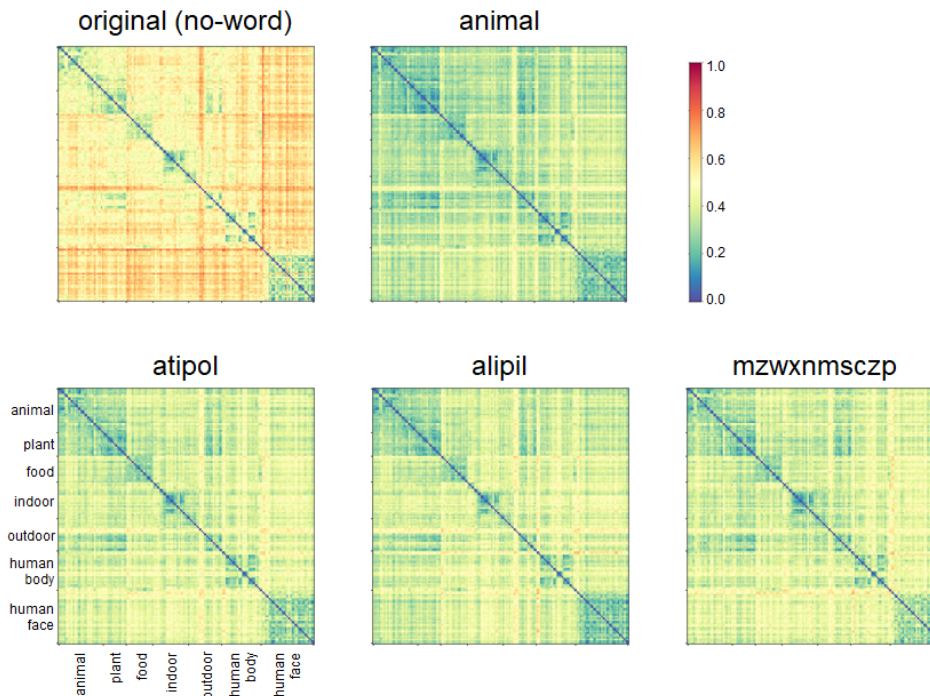 original (no-word)
animal
1.0
0.8
0.6
0.4
0.2
0.0
atipol
alipil
mzwxnmsczp
animal
plant
food
indoor
outdoor
human
body
human
face
animal
plant
food
indoor
outdoor
human
body
human
face